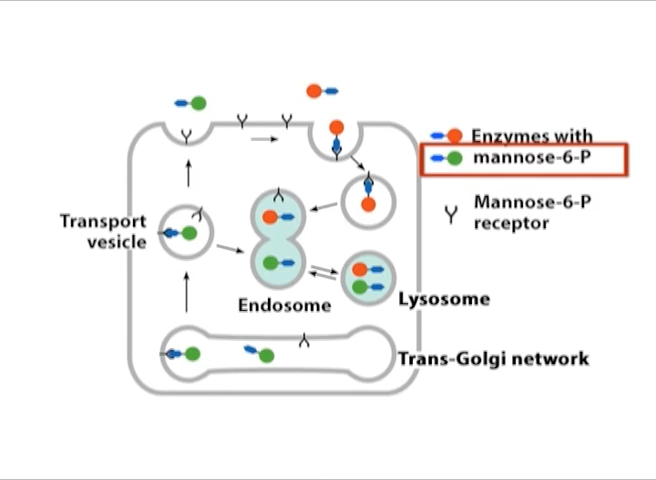 Enzymes with
mannose-6-P
Mannose-6-P
receptor
Transport
vesicle
Endosome
Lysosome
Trans-Golgi network